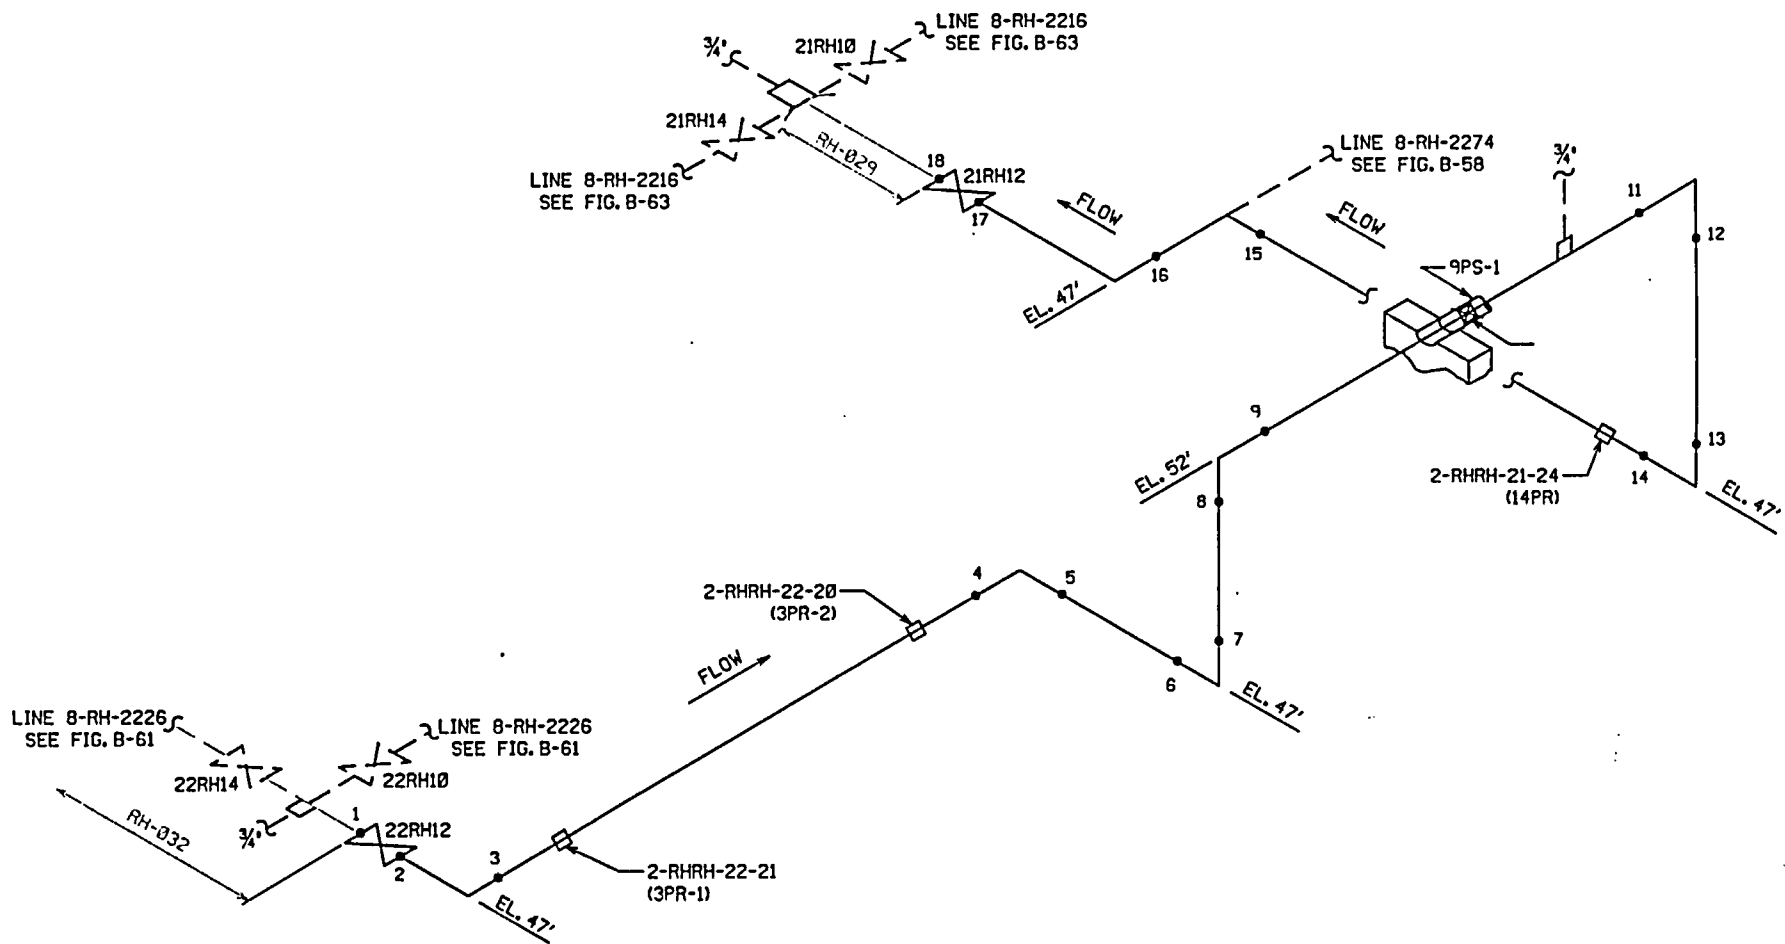 LINE 8-RH-2216
SEE FIG. B-63
21RH10
¾"
21RH14
RH-029
LINE 8-RH-2216
SEE FIG. B-63
18
21RH12
17
FLOW
LINE 8-RH-2274
SEE FIG. B-58
FLOW
¾"
11
12
15
16
EL. 47'
9PS-1
9
EL. 52'
8
13
14
2-RHRH-21-24
(14PR)
EL. 47'
4
5
2-RHRH-22-20
(3PR-2)
7
6
EL. 47'
FLOW
LINE 8-RH-2226
SEE FIG. B-61
LINE 8-RH-2226
SEE FIG. B-61
22RH14
22RH10
RH-032
¾"
1
22RH12
2
3
2-RHRH-22-21
(3PR-1)
EL. 47'